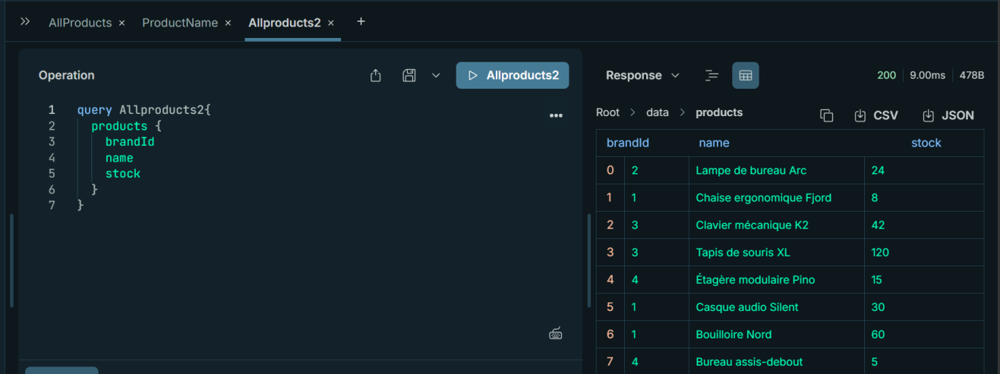 AllProducts × ProductName × Allproducts2 × +
Operation
Allproducts2
1 query Allproducts2{
2 products {
3 brandId
4 name
5 stock
6 }
7 }
Response
200 9.00ms 478B
Root > data > products
CSV JSON
brandId name stock
0 2 Lampe de bureau Arc 24
1 1 Chaise ergonomique Fjord 8
2 3 Clavier mécanique K2 42
3 3 Tapis de souris XL 120
4 4 Étagère modulaire Pino 15
5 1 Casque audio Silent 30
6 1 Bouilloire Nord 60
7 4 Bureau assis-debout 5